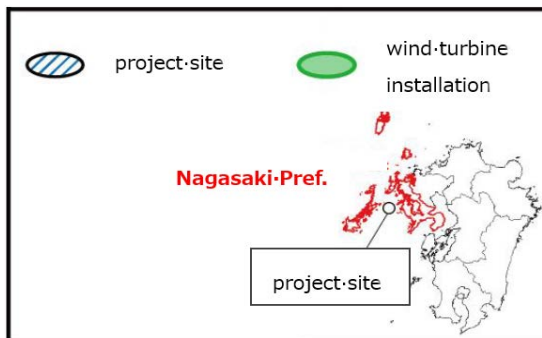 project·site
wind·turbine
installation
Nagasaki·Pref.
project·site